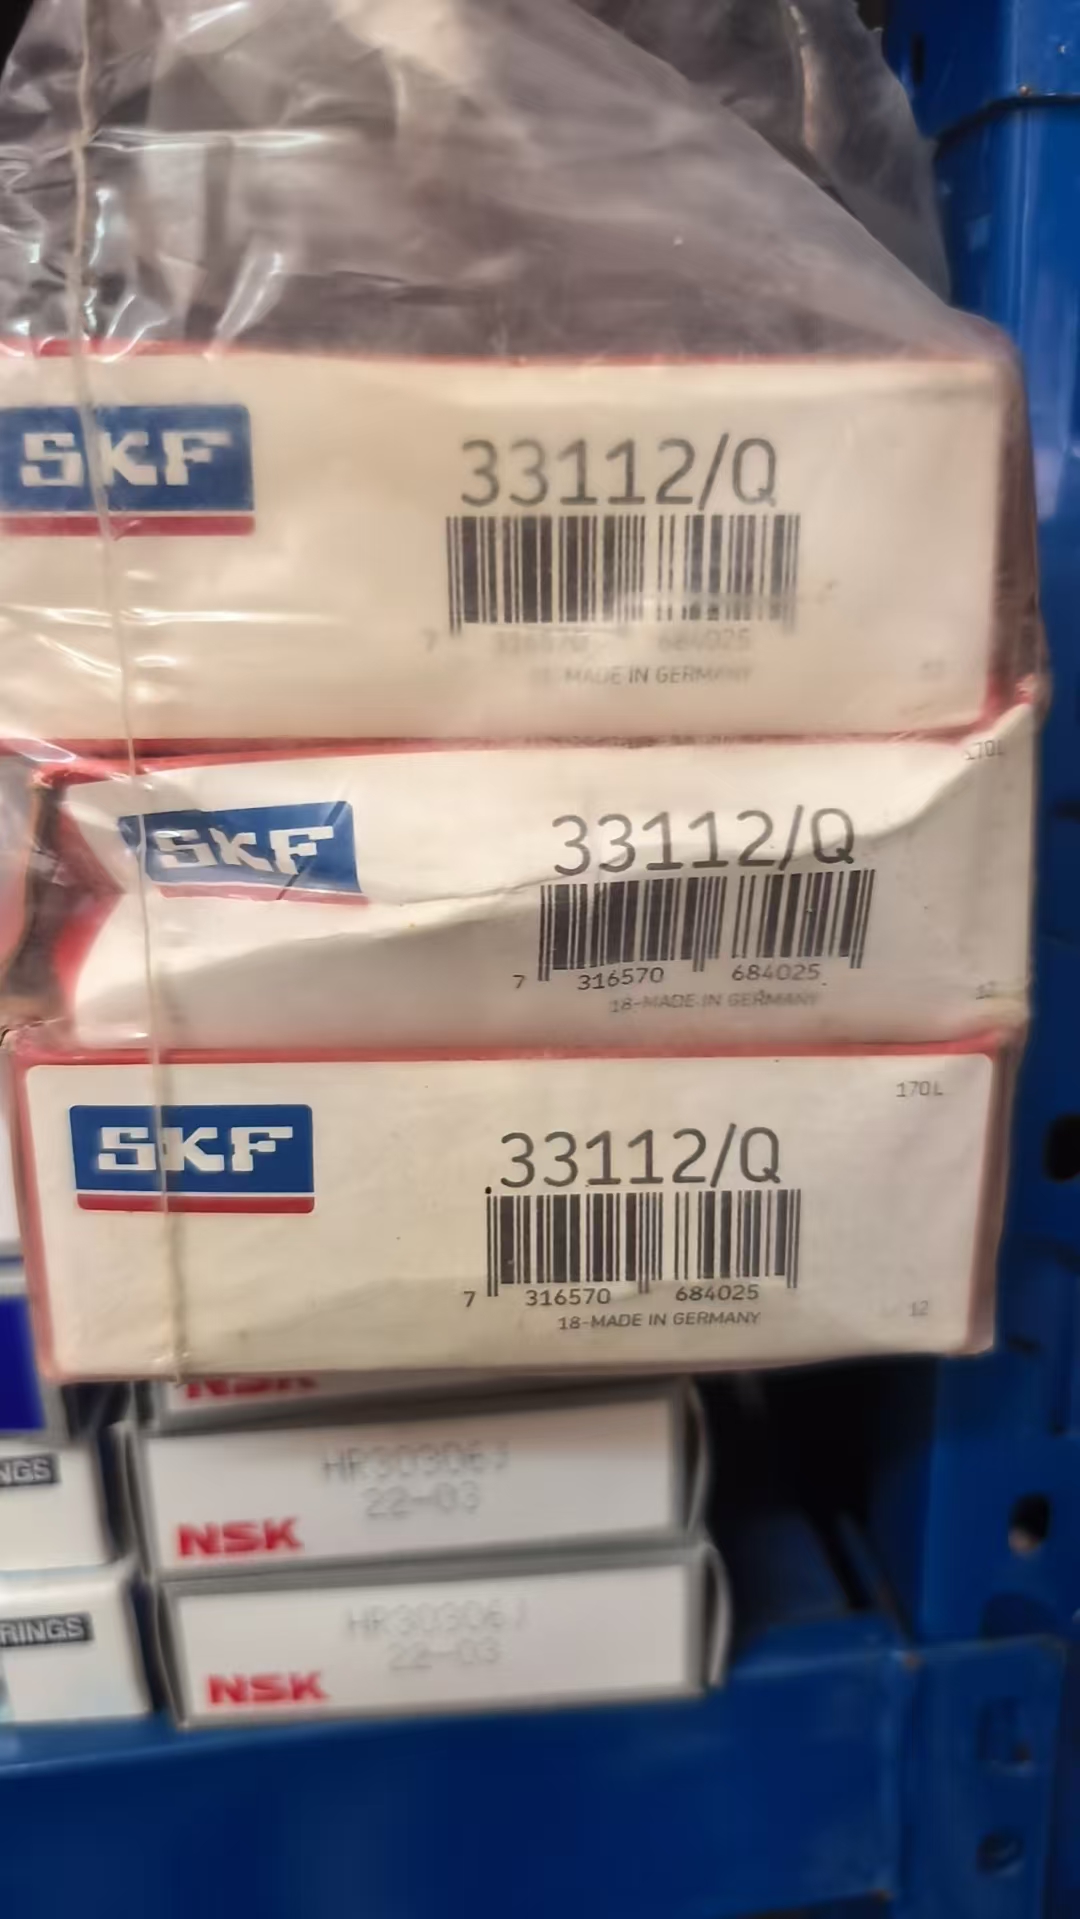 SKF
33112/Q
7 316570 684025
MADE IN GERMANY
170L
SKF
33112/Q
7 316570 684025
18-MADE IN GERMANY
12
170L
SKF
33112/Q
7 316570 684025
18-MADE IN GERMANY
12
NSK
NGS
HR30306J
22-03
NSK
RINGS
HR30306J
22-03
NSK